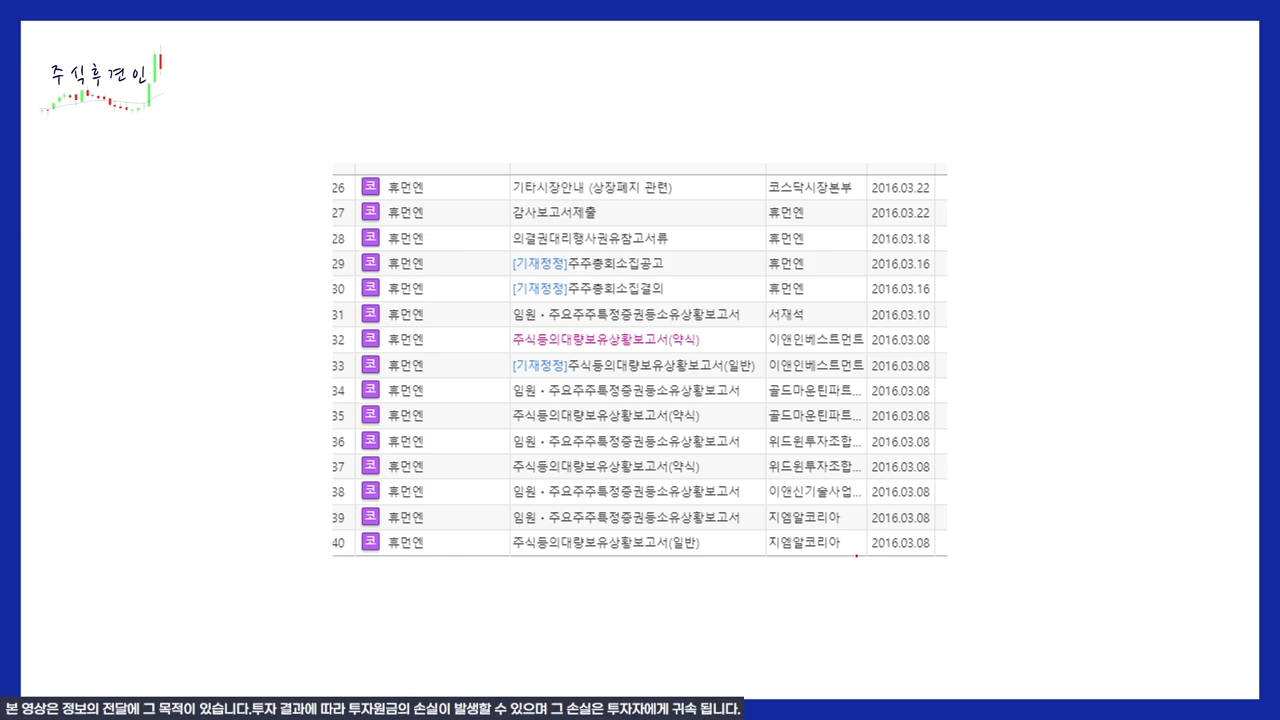 주식후견인
26 코 휴먼엔 기타시장안내 (상장폐지 관련) 코스닥시장본부 2016.03.22
27 코 휴먼엔 감사보고서제출 휴먼엔 2016.03.22
28 코 휴먼엔 의결권대리행사권유참고서류 휴먼엔 2016.03.18
29 코 휴먼엔 [기재정정]주주총회소집공고 휴먼엔 2016.03.16
30 코 휴먼엔 [기재정정]주주총회소집결의 휴먼엔 2016.03.16
31 코 휴먼엔 임원・주요주주특정증권등소유상황보고서 서재석 2016.03.10
32 코 휴먼엔 주식등의대량보유상황보고서(약식) 이앤인베스트먼트 2016.03.08
33 코 휴먼엔 [기재정정]주식등의대량보유상황보고서(일반) 이앤인베스트먼트 2016.03.08
34 코 휴먼엔 임원・주요주주특정증권등소유상황보고서 골드마운틴파트... 2016.03.08
35 코 휴먼엔 주식등의대량보유상황보고서(약식) 골드마운틴파트... 2016.03.08
36 코 휴먼엔 임원・주요주주특정증권등소유상황보고서 위드윈투자조합... 2016.03.08
37 코 휴먼엔 주식등의대량보유상황보고서(약식) 위드윈투자조합... 2016.03.08
38 코 휴먼엔 임원・주요주주특정증권등소유상황보고서 이앤신기술사업... 2016.03.08
39 코 휴먼엔 임원・주요주주특정증권등소유상황보고서 지엠알코리아 2016.03.08
40 코 휴먼엔 주식등의대량보유상황보고서(일반) 지엠알코리아 2016.03.08
본 영상은 정보의 전달에 그 목적이 있습니다.투자 결과에 따라 투자원금의 손실이 발생할 수 있으며 그 손실은 투자자에게 귀속 됩니다.